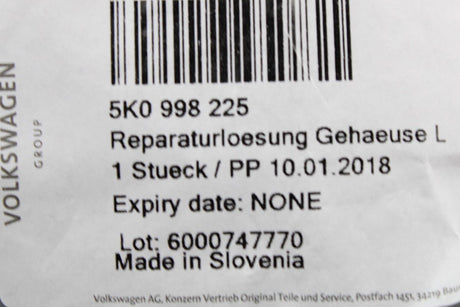 VOLKSWAGEN
GROUP
5K0 998 225
Reparaturloesung Gehaeuse L
1 Stueck / PP 10.01.2018
Expiry date: NONE
Lot: 6000747770
Made in Slovenia
Volkswagen AG, Konzern Vertrieb Original Teile und Service, Postfach 1451, 34219